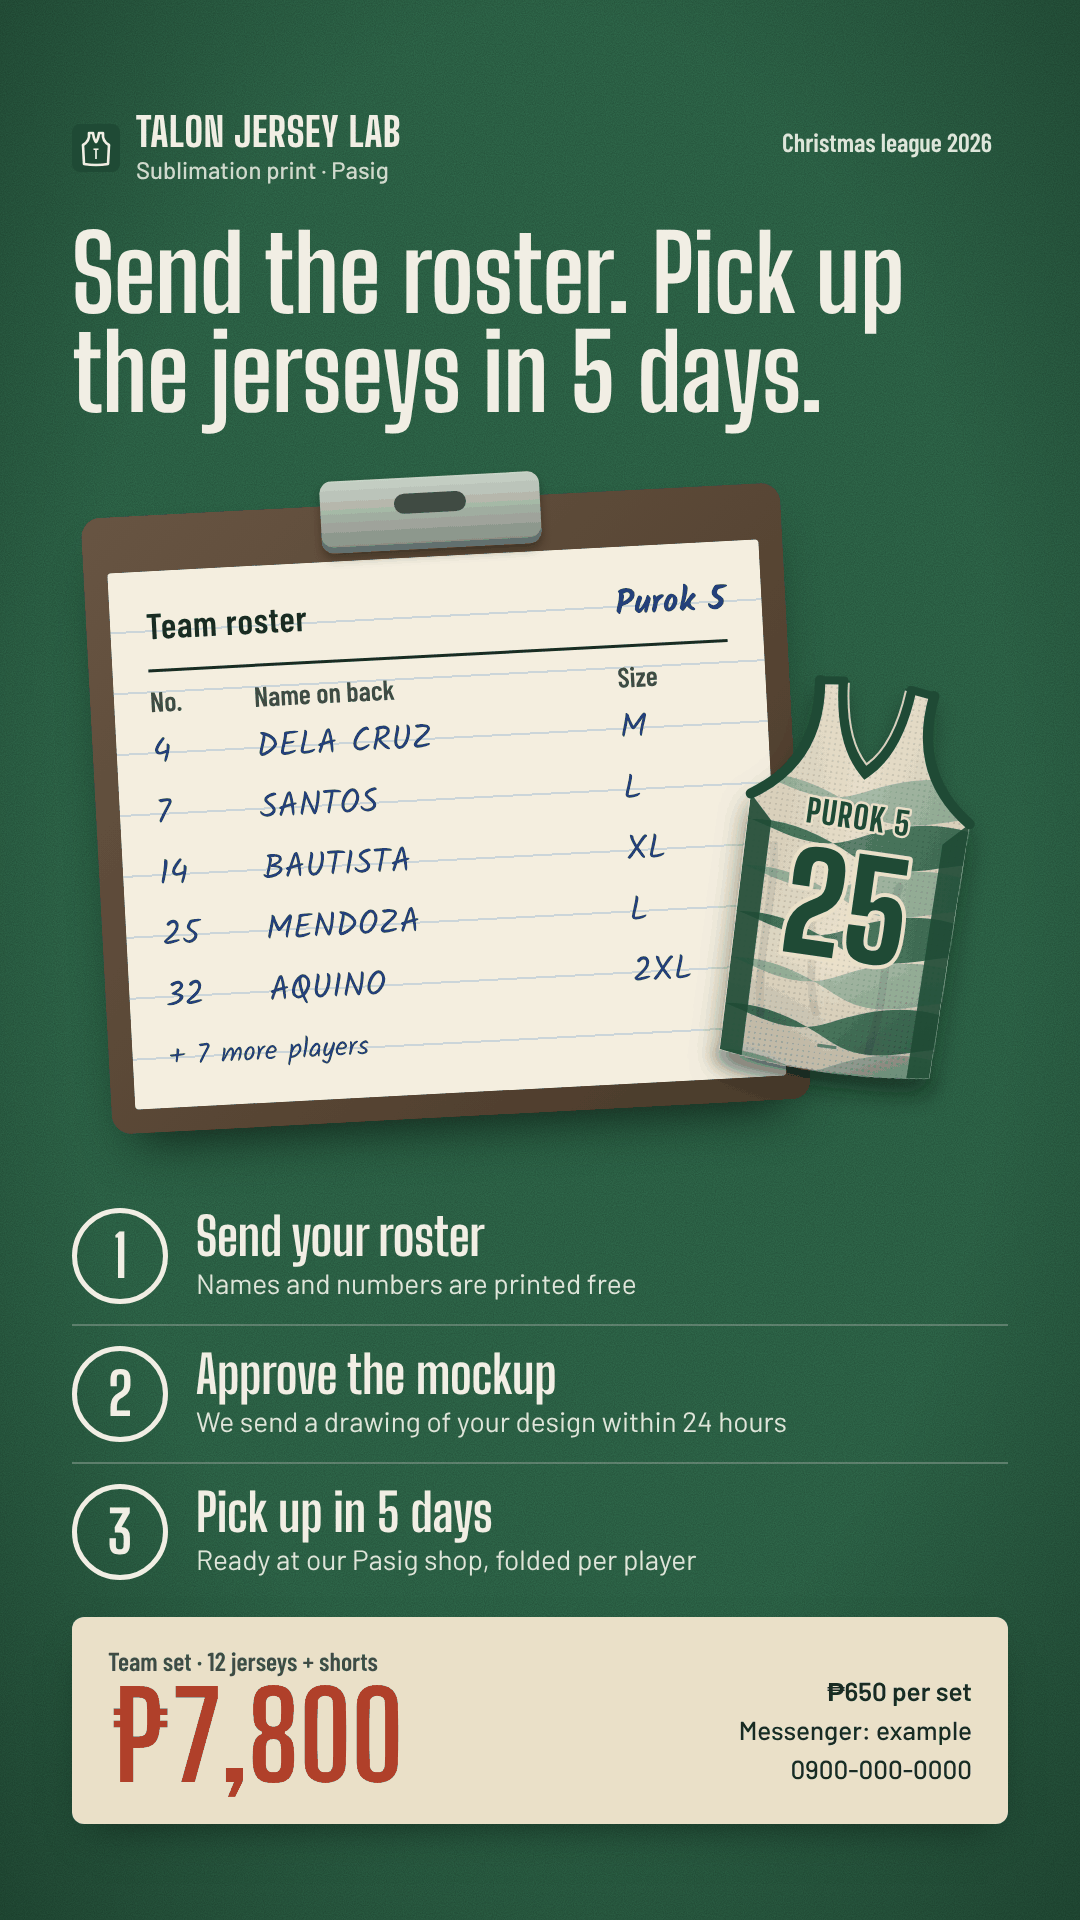 TALON JERSEY LAB
Sublimation print · Pasig
Christmas league 2026
Send the roster. Pick up
the jerseys in 5 days.
Team roster
Purok 5
No. Name on back Size
4 DELA CRUZ M
7 SANTOS L
14 BAUTISTA XL
25 MENDOZA L
32 AQUINO 2XL
+ 7 more players
PUROK 5
25
1 Send your roster
Names and numbers are printed free
2 Approve the mockup
We send a drawing of your design within 24 hours
3 Pick up in 5 days
Ready at our Pasig shop, folded per player
Team set · 12 jerseys + shorts
₱7,800
₱650 per set
Messenger: example
0900-000-0000